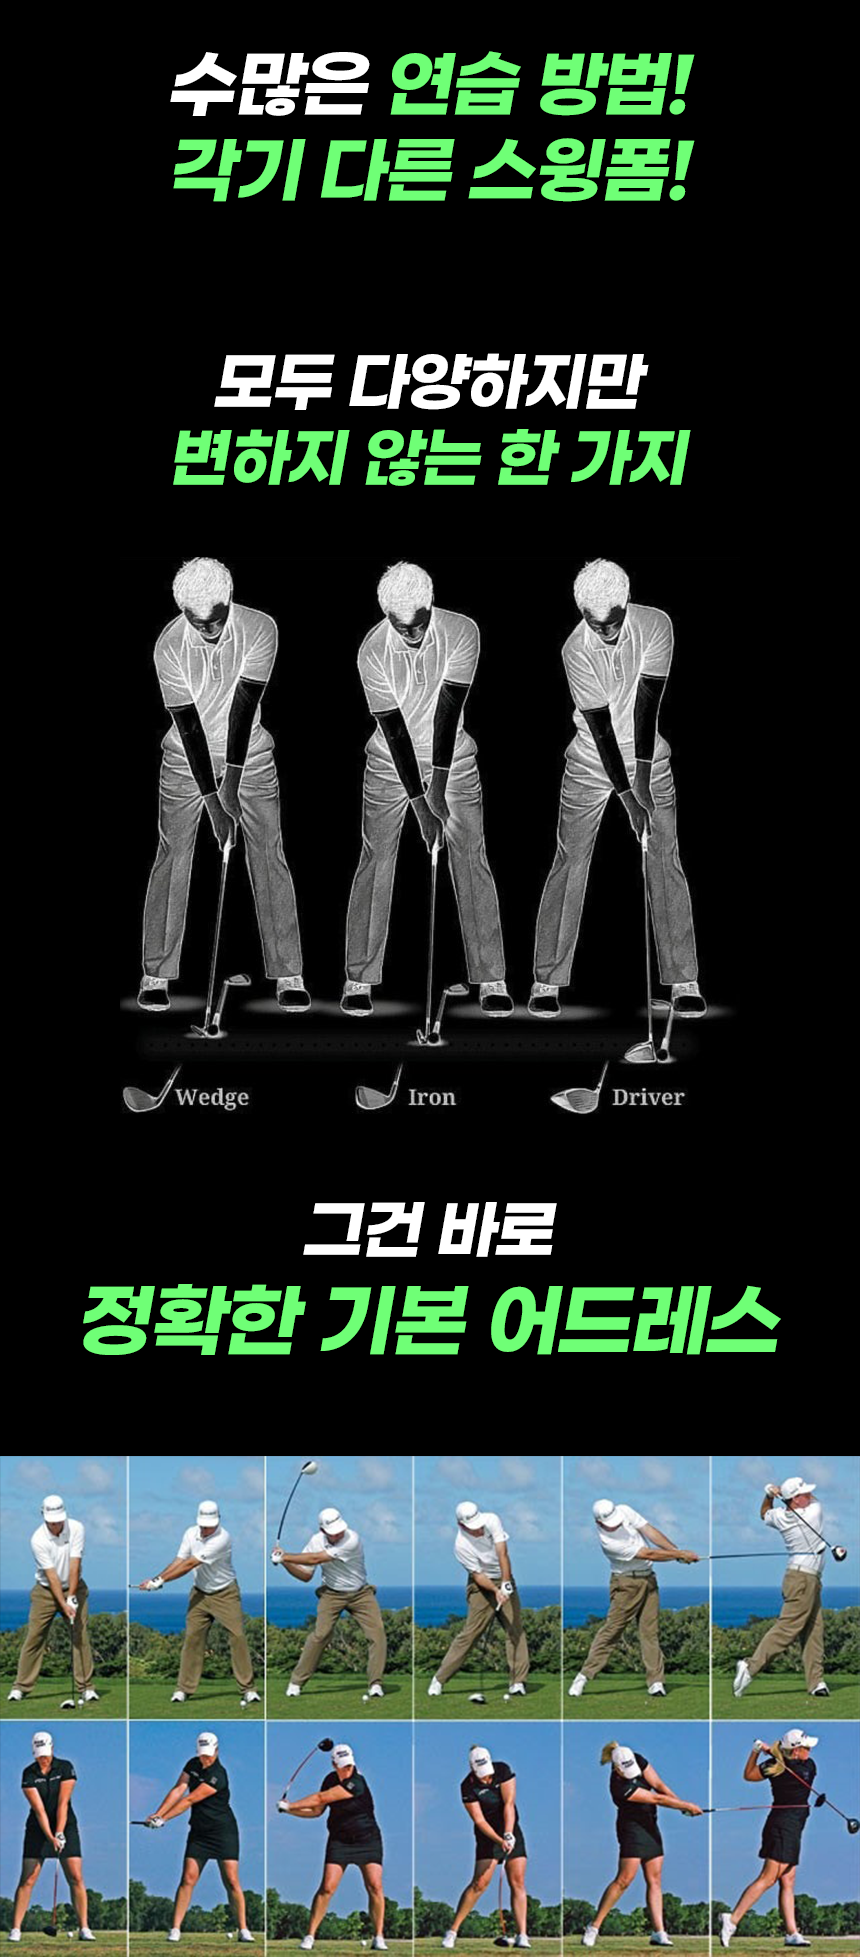 수많은 연습 방법!
각기 다른 스윙폼!
모두 다양하지만
변하지 않는 한 가지
Wedge
Iron
Driver
그건 바로
정확한 기본 어드레스